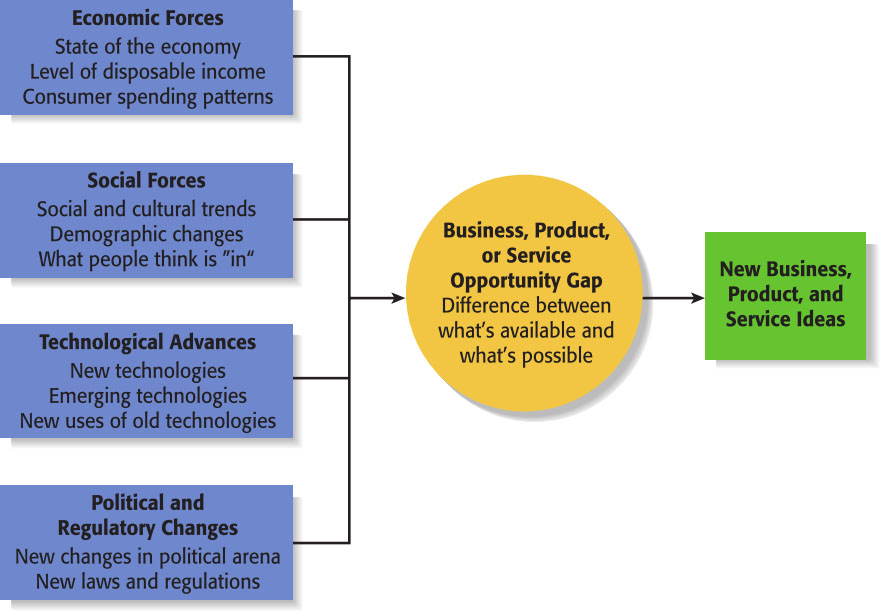 Economic Forces
State of the economy
Level of disposable income
Consumer spending patterns
Social Forces
Social and cultural trends
Demographic changes
What people think is ”in“
Technological Advances
New technologies
Emerging technologies
New uses of old technologies
Political and
Regulatory Changes
New changes in political arena
New laws and regulations
Business, Product,
or Service
Opportunity Gap
Difference between
what’s available and
what’s possible
New Business,
Product, and
Service Ideas